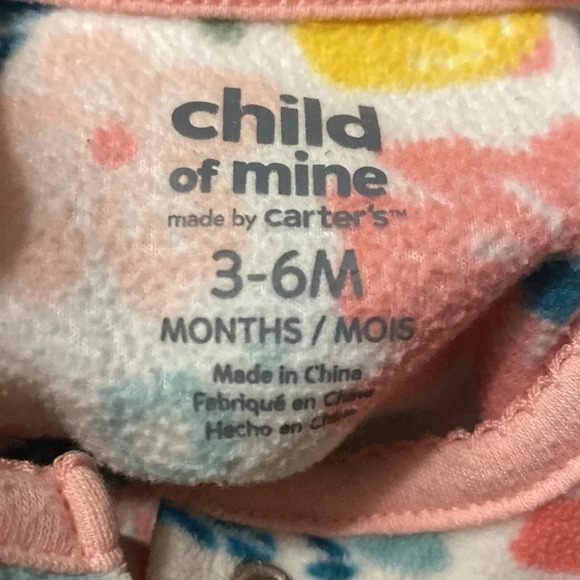 child
of mine
made by carter's™
3-6M
MONTHS / MOIS
Made in China
Fabriqué en Chine
Hecho en China